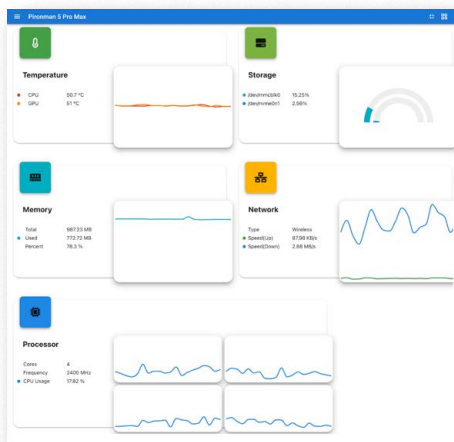 Pironman 5 Pro Max
Temperature
CPU 50.7 °C
GPU 51 °C
Storage
/dev/mmcblk0 15.25%
/dev/nvme0n1 2.98%
Memory
Total 987.23 MB
Used 772.72 MB
Percent 78.3 %
Network
Type Wireless
Speed(Up) 97.98 KB/s
Speed(Down) 2.68 MB/s
Processor
Cores 4
Frequency 2400 MHz
CPU Usage 17.82 %